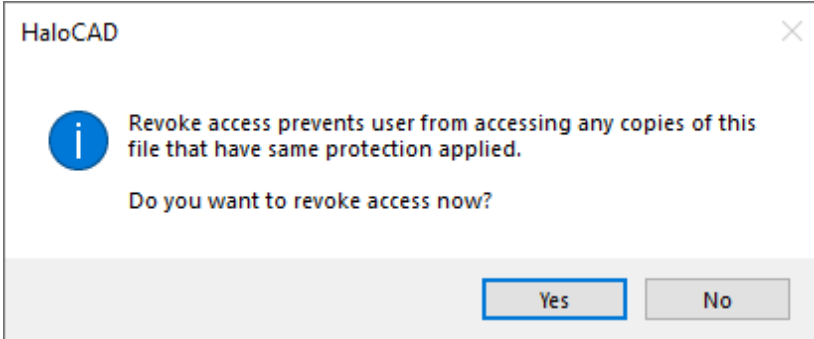 HaloCAD
Revoke access prevents user from accessing any copies of this
file that have same protection applied.
Do you want to revoke access now?
Yes
No